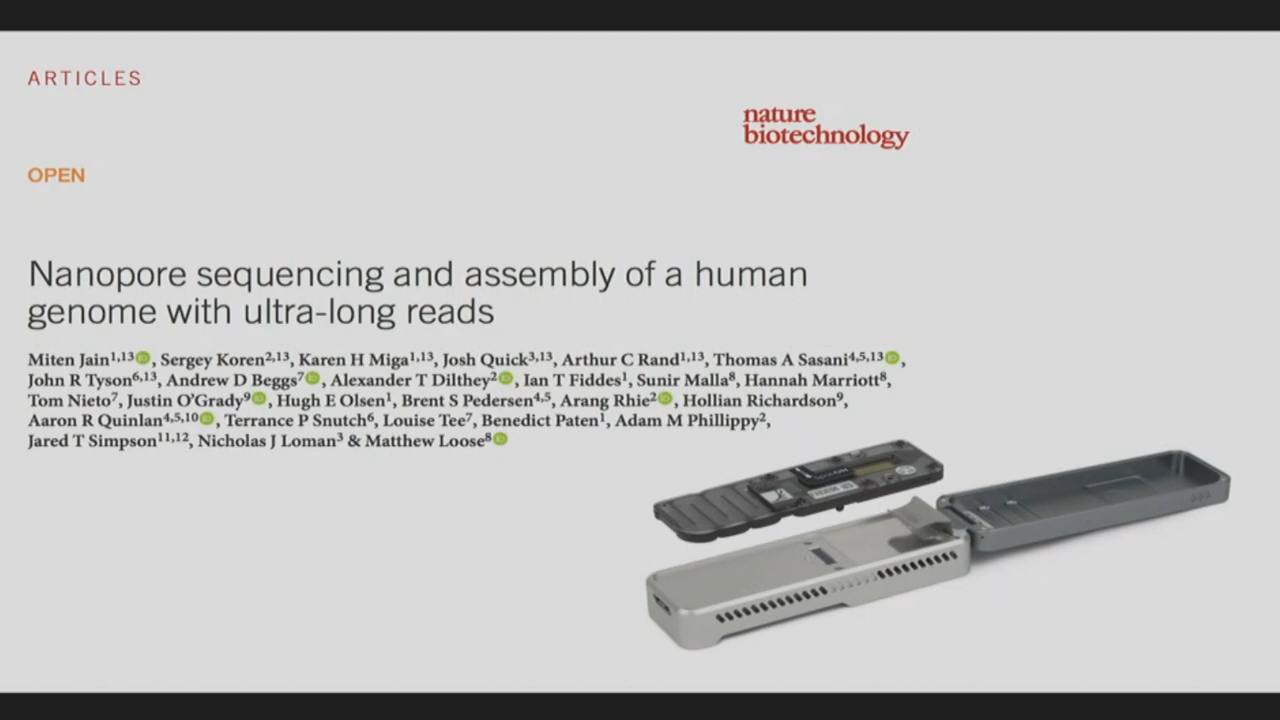 ARTICLES
nature
biotechnology
OPEN
Nanopore sequencing and assembly of a human
genome with ultra-long reads
Miten Jain1,13, Sergey Koren2,13, Karen H Miga1,13, Josh Quick3,13, Arthur C Rand1,13, Thomas A Sasani4,5,13,
John R Tyson6,13, Andrew D Beggs7, Alexander T Dilthey2, Ian T Fiddes1, Sunir Malla8, Hannah Marriott8,
Tom Nieto7, Justin O'Grady9, Hugh E Olsen1, Brent S Pedersen4,5, Arang Rhie2, Hollian Richardson9,
Aaron R Quinlan4,5,10, Terrance P Snutch6, Louise Tee7, Benedict Paten1, Adam M Phillippy2,
Jared T Simpson11,12, Nicholas J Loman3 & Matthew Loose8